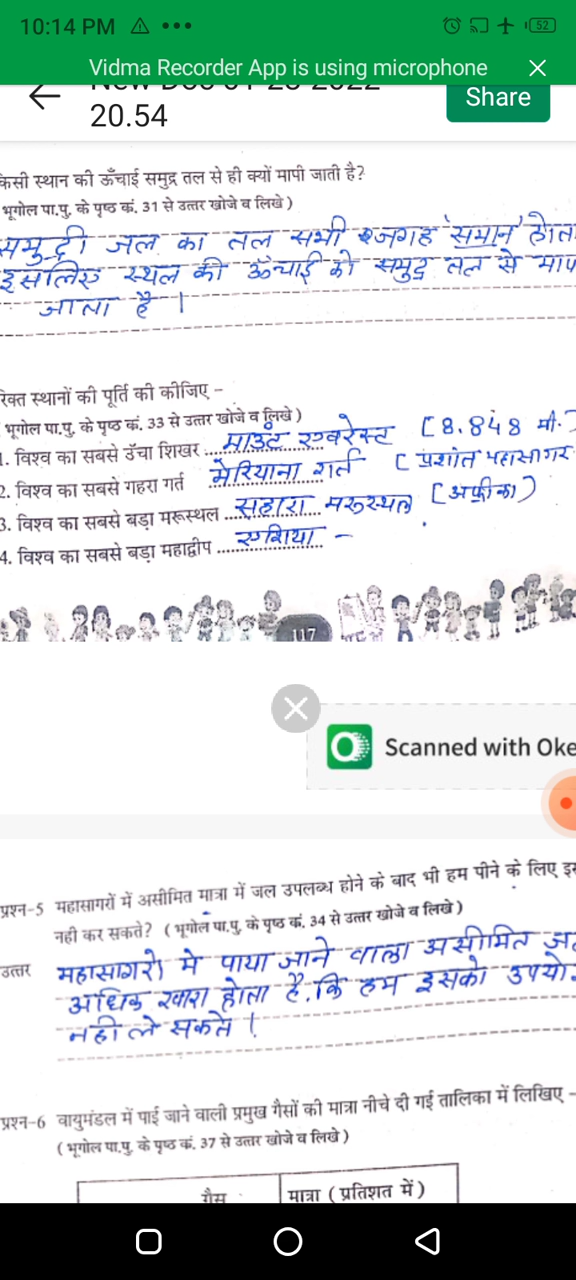 10:14 PM
52
Vidma Recorder App is using microphone
20.54
Share
केसी स्थान की ऊँचाई समुद्र तल से ही क्यों मापी जाती है?
भूगोल पा.पु. के पृष्ठ कं. 31 से उत्तर खोजे व लिखे )
समुद्री जल का तल सभी जगह 'समान' होता
इसलिए स्थल की ऊँचाई को समुद्र तल से माप
जाता है ।
रेक्त स्थानों की पूर्ति की कीजिए -
भूगोल पा.पु. के पृष्ठ कं. 33 से उत्तर खोजे व लिखे )
1. विश्व का सबसे उॅचा शिखर .... माउंट एवरेस्ट [8.848 मी.
2. विश्व का सबसे गहरा गर्त मेरियाना गर्त [ प्रशांत महासागर
3. विश्व का सबसे बड़ा मरूस्थल .. सहारा मरुस्थल [अफ्रीका)
4. विश्व का सबसे बड़ा महाद्वीप .... एशिया -
117
Scanned with Oke
प्रश्न-5 महासागरों में असीमित मात्रा में जल उपलब्ध होने के बाद भी हम पीने के लिए इस
नही कर सकते? ( भूगोल पा.पु. के पृष्ठ कं. 34 से उत्तर खोजे व लिखे )
उत्तर महासागरो मे पाया जाने वाला असीमित ज
अधिक खारा होता है. कि हम इसको उपयो
नही ले सकते !
प्रश्न-6 वायुमंडल में पाई जाने वाली प्रमुख गैसों की मात्रा नीचे दी गई तालिका में लिखिए -
( भूगोल पा.पु. के पृष्ठ कं. 37 से उत्तर खोजे व लिखे )
गैस मात्रा ( प्रतिशत में )